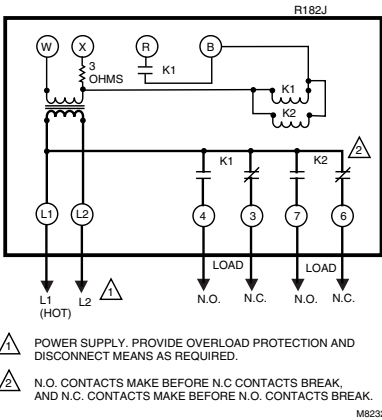 R182J
W X R B
3
OHMS
K1
K1
K2
K1 K2
2
L1 L2 4 3 7 6
LOAD LOAD
L1
(HOT)
L2
1
N.O. N.C. N.O. N.C.
1 POWER SUPPLY. PROVIDE OVERLOAD PROTECTION AND
DISCONNECT MEANS AS REQUIRED.
2 N.O. CONTACTS MAKE BEFORE N.C CONTACTS BREAK,
AND N.C. CONTACTS MAKE BEFORE N.O. CONTACTS BREAK.